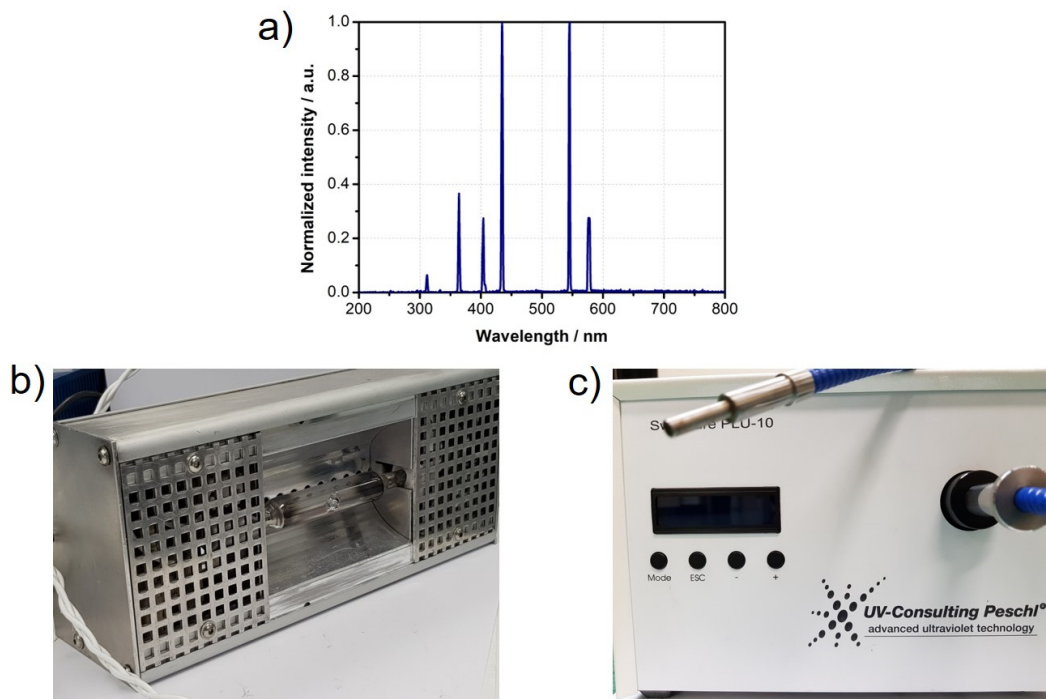 a)
1.0
0.8
0.6
0.4
0.2
0.0
Normalized intensity / a.u.
200 300 400 500 600 700 800
Wavelength / nm
b)
c)
PLU-10
Mode ESC - +
UV-Consulting Peschl®
advanced ultraviolet technology